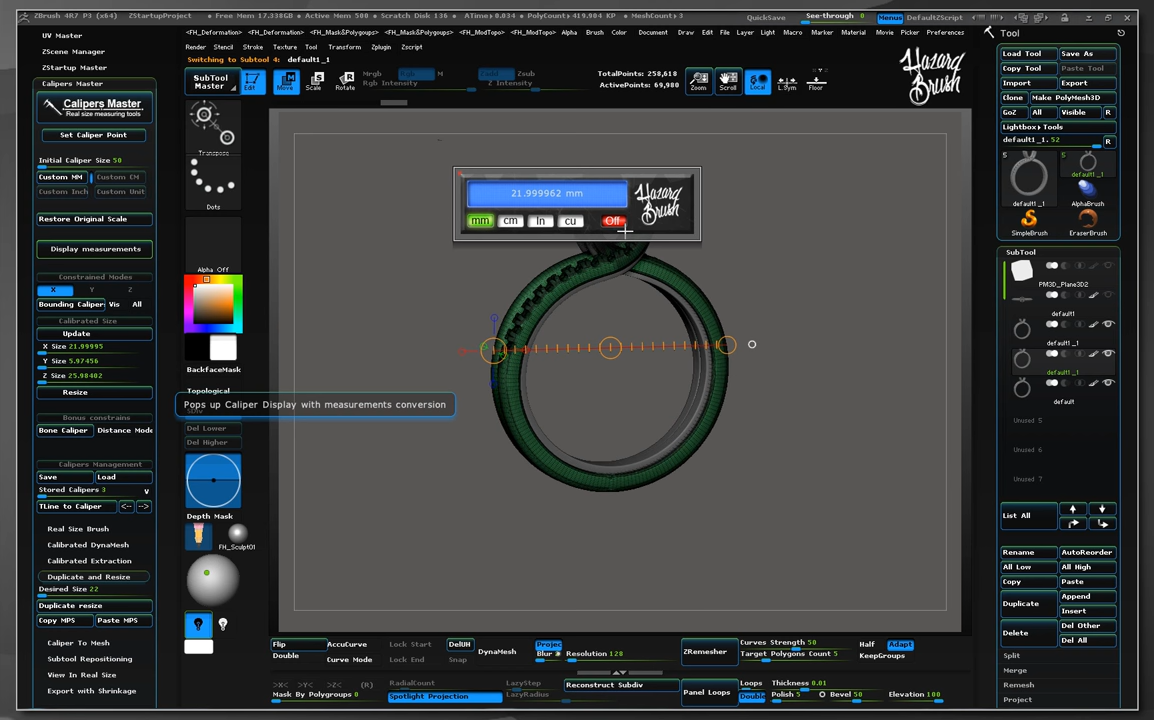 ZBrush R7 P3 (x64) ZStartupProject • Free Mem 17.338GB • Active Mem 500 • Scratch Disk 136 • ATime▸0.034 • PolyCount▸419.904 KP • MeshCount▸3 QuickSave See-through 0 Menus DefaultZScript
<FH_Deformation> <FH_Deformation> <FH_Mask&Polygoups> <FH_Mask&Polygoups> <FH_ModTopo> <FH_ModTopo> Alpha Brush Color Document Draw Edit File Layer Light Macro Marker Material Movie Picker Preferences
Render Stencil Stroke Texture Tool Transform Zplugin Zscript
Switching to Subtool 4: default1_1
SubTool Master
Edit Move Scale Rotate
Mrgb Rgb M Zadd Zsub
Rgb Intensity Z Intensity
TotalPoints: 258,618
ActivePoints: 69,980
Zoom Scroll Local L.Sym Floor
Hazard Brush
UV Master
ZScene Manager
ZStartup Master
Calipers Master
Calipers Master
Real size measuring tools
Set Caliper Point
Initial Caliper Size 50
Custom MM Custom CM
Custom Inch Custom Unit
Restore Original Scale
Display measurements
Constrained Modes
X Y Z
Bounding Caliper Vis All
Calibrated Size
Update
X Size 21.99995
Y Size 5.97456
Z Size 25.98402
Resize
Bonus constrains
Bone Caliper Distance Mode
Calipers Management
Save Load
Stored Calipers 3 v
TLine to Caliper <-- -->
Real Size Brush
Calibrated DynaMesh
Calibrated Extraction
Duplicate and Resize
Desired Size 22
Duplicate resize
Copy MPS Paste MPS
Caliper To Mesh
Subtool Repositioning
View In Real Size
Export with Shrinkage
Transpose
Dots
Alpha Off
BackfaceMask
Topological
Pops up Caliper Display with measurements conversion
Del Lower
Del Higher
Depth Mask
FH_Sculpt01
21.999962 mm
mm cm In cu Off
Hazard Brush
Flip AccuCurve Lock Start DelUH
Double Curve Mode Lock End Snap
DynaMesh
Projec
Blur Resolution 128
ZRemesher
Curves Strength 50
Target Polygons Count 5
Half Adapt
KeepGroups
>X< >Y< >Z< (R) RadialCount LazyStep
Mask By Polygroups 0 Spotlight Projection LazyRadius
Reconstruct Subdiv
Panel Loops
Loops Thickness 0.01
Double Polish 5 Bevel 50 Elevation 100
Tool
Load Tool Save As
Copy Tool Paste Tool
Import Export
Clone Make PolyMesh3D
GoZ All Visible R
Lightbox▸Tools
default1_1. 52 R
5 5
default1_1
default1_1 AlphaBrush
SimpleBrush EraserBrush
SubTool
PM3D_Plane3D2
default1
default1_1
default1_1
default
Unused 5
Unused 6
Unused 7
List All
Rename AutoReorder
All Low All High
Copy Paste
Duplicate Append
Insert
Delete Del Other
Del All
Split
Merge
Remesh
Project